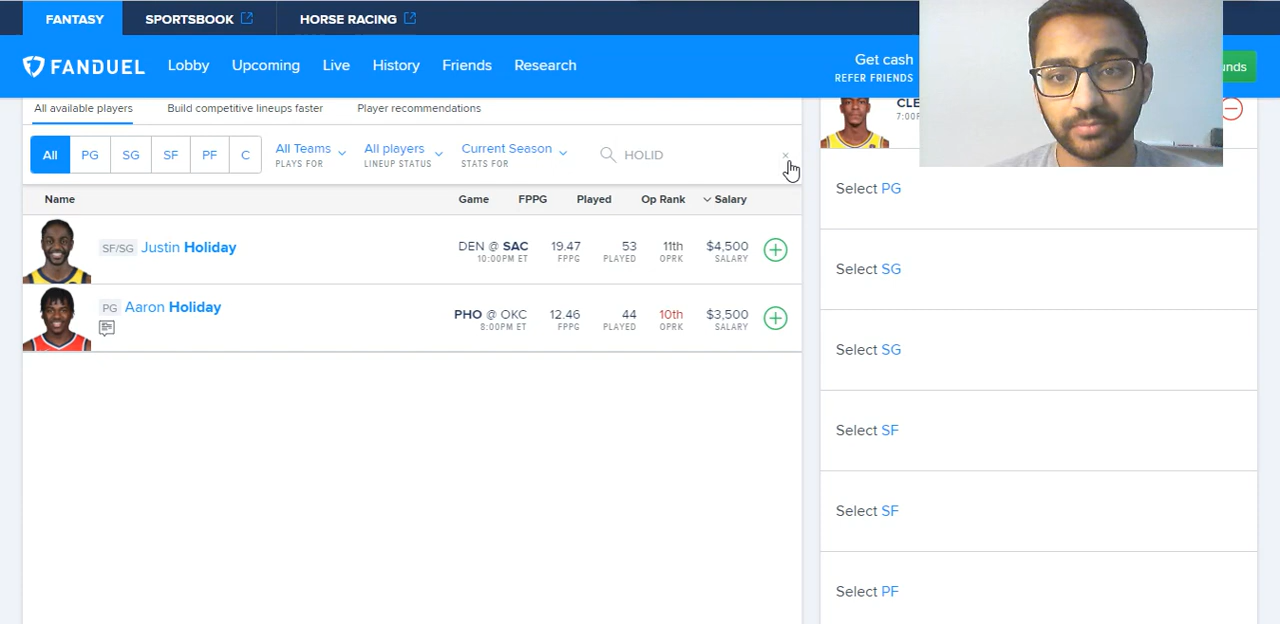 FANTASY SPORTSBOOK HORSE RACING
FANDUEL Lobby Upcoming Live History Friends Research Get cash
REFER FRIENDS
All available players Build competitive lineups faster Player recommendations
All PG SG SF PF C All Teams All players Current Season HOLID ×
PLAYS FOR LINEUP STATUS STATS FOR
Name Game FPPG Played Op Rank Salary
SF/SG Justin Holiday DEN @ SAC 19.47 53 11th $4,500
10:00PM ET FPPG PLAYED OPRK SALARY
PG Aaron Holiday PHO @ OKC 12.46 44 10th $3,500
8:00PM ET FPPG PLAYED OPRK SALARY
CLE
Select PG
Select SG
Select SG
Select SF
Select SF
Select PF